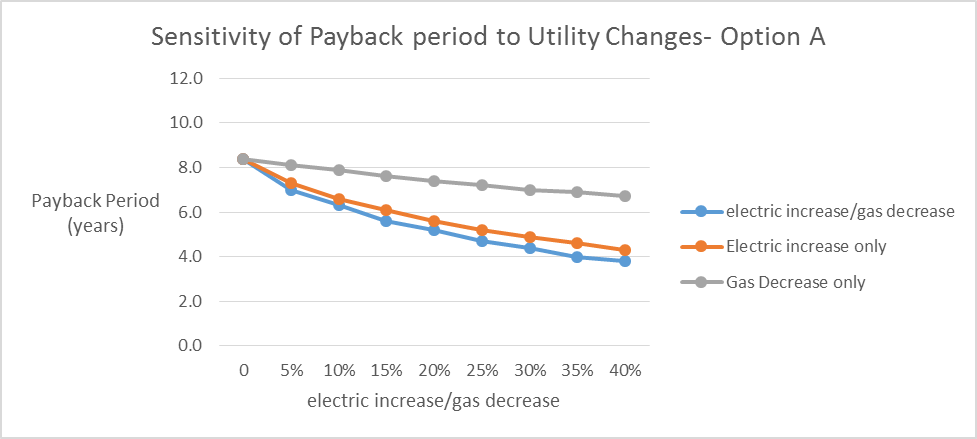 Sensitivity of Payback period to Utility Changes- Option A
12.0
10.0
8.0
6.0
4.0
2.0
0.0
Payback Period
(years)
0 5% 10% 15% 20% 25% 30% 35% 40%
electric increase/gas decrease
electric increase/gas decrease
Electric increase only
Gas Decrease only